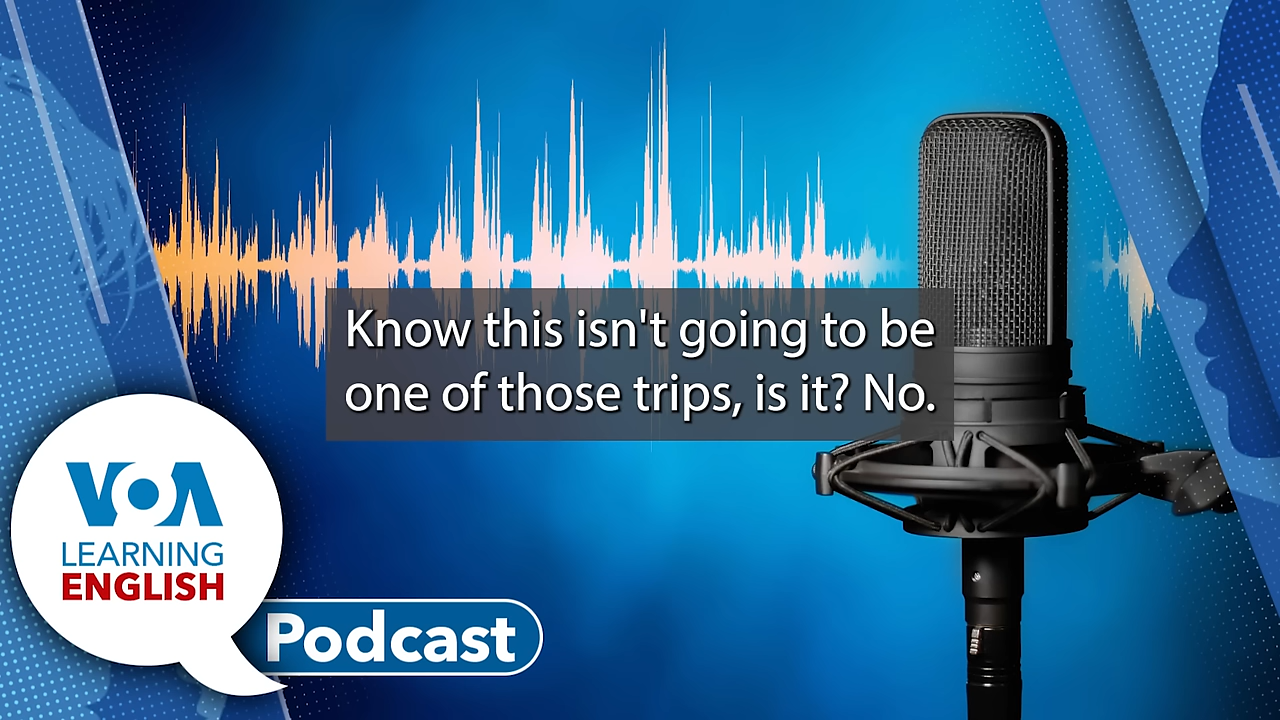 Know this isn't going to be
one of those trips, is it? No.
VOA
LEARNING
ENGLISH
Podcast